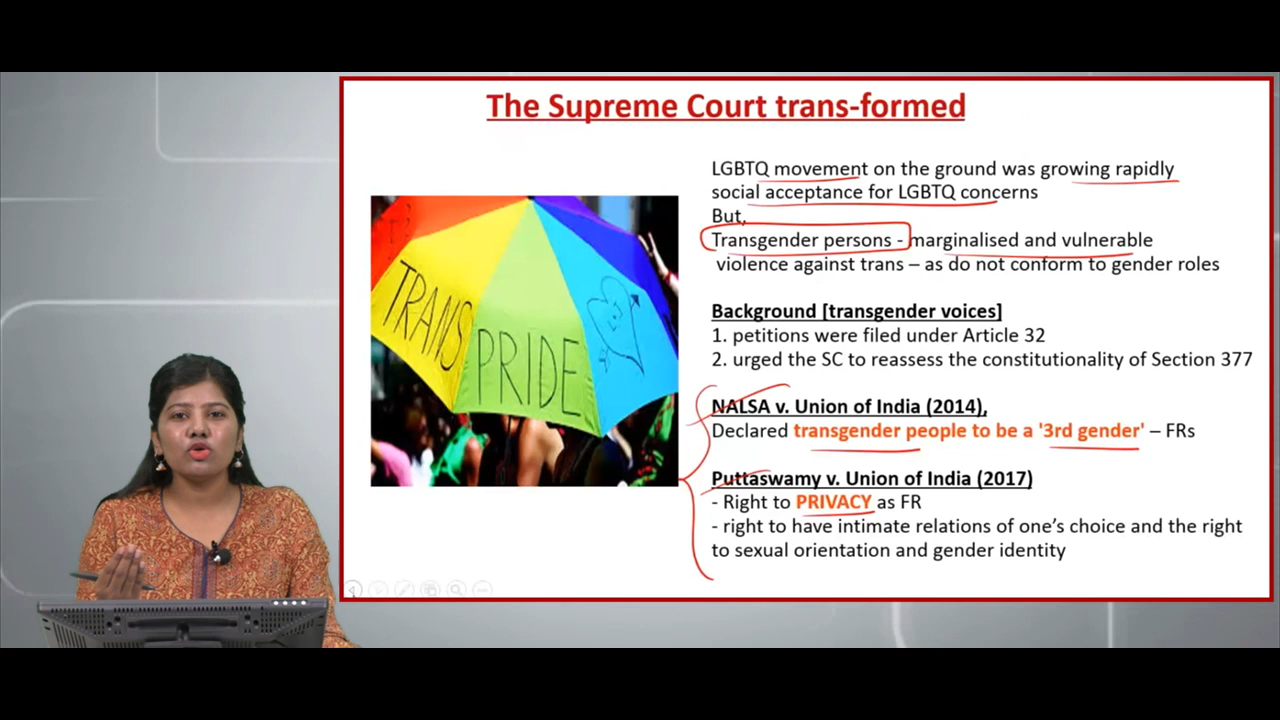 The Supreme Court trans-formed
LGBTQ movement on the ground was growing rapidly
social acceptance for LGBTQ concerns
But,
Transgender persons - marginalised and vulnerable
violence against trans – as do not conform to gender roles
Background [transgender voices]
1. petitions were filed under Article 32
2. urged the SC to reassess the constitutionality of Section 377
NALSA v. Union of India (2014),
Declared transgender people to be a '3rd gender' – FRs
Puttaswamy v. Union of India (2017)
- Right to PRIVACY as FR
- right to have intimate relations of one's choice and the right
to sexual orientation and gender identity
TRANS
PRIDE